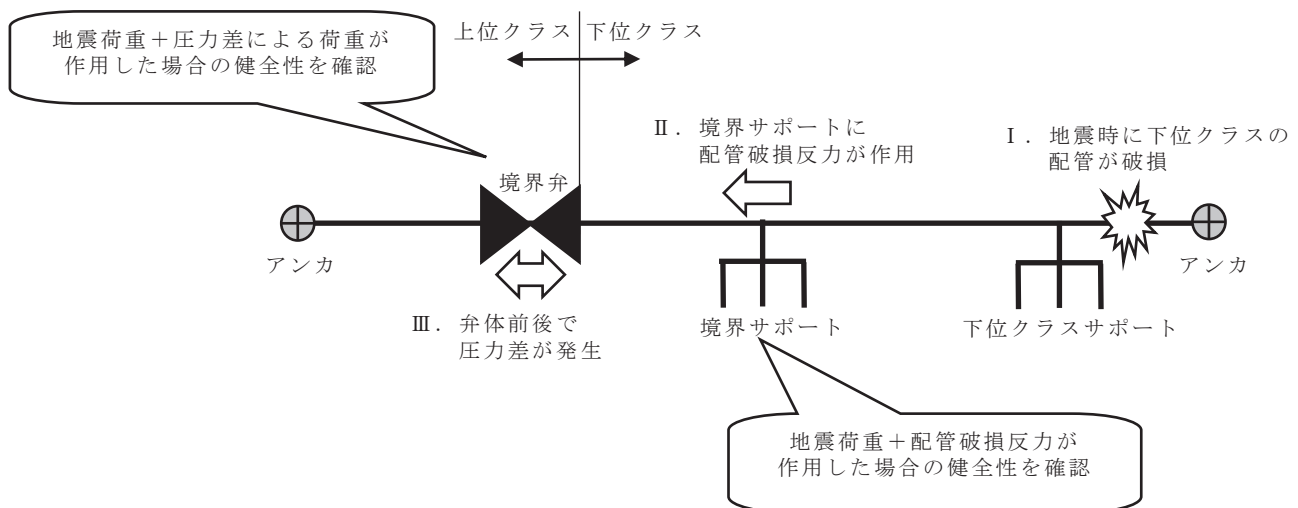 地震荷重＋圧力差による荷重が
作用した場合の健全性を確認
上位クラス
下位クラス
Ⅱ．境界サポートに
配管破損反力が作用
Ⅰ．地震時に下位クラスの
配管が破損
境界弁
アンカ
アンカ
Ⅲ．弁体前後で
圧力差が発生
境界サポート
下位クラスサポート
地震荷重＋配管破損反力が
作用した場合の健全性を確認